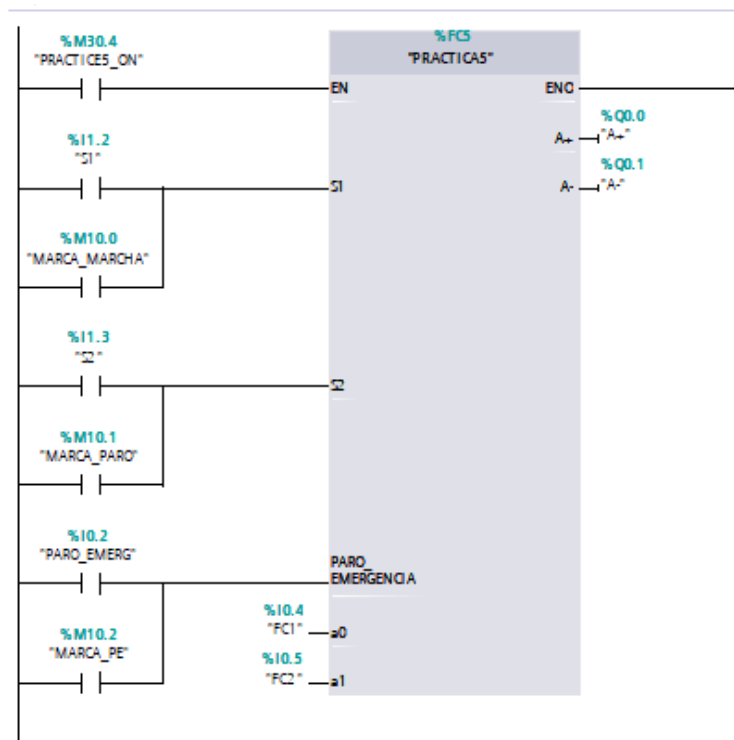 %M30.4
"PRACTICE5_ON"
%FC5
"PRACTICA5"
EN
ENO
%Q0.0
A+
"A+"
%Q0.1
A-
"A-"
%I1.2
"S1"
S1
%M10.0
"MARCA_MARCHA"
%I1.3
"S2"
S2
%M10.1
"MARCA_PARO"
%I0.2
"PARO_EMERG"
PARO_
EMERGENCIA
%M10.2
"MARCA_PE"
%I0.4
"FC1"
a0
%I0.5
"FC2"
a1